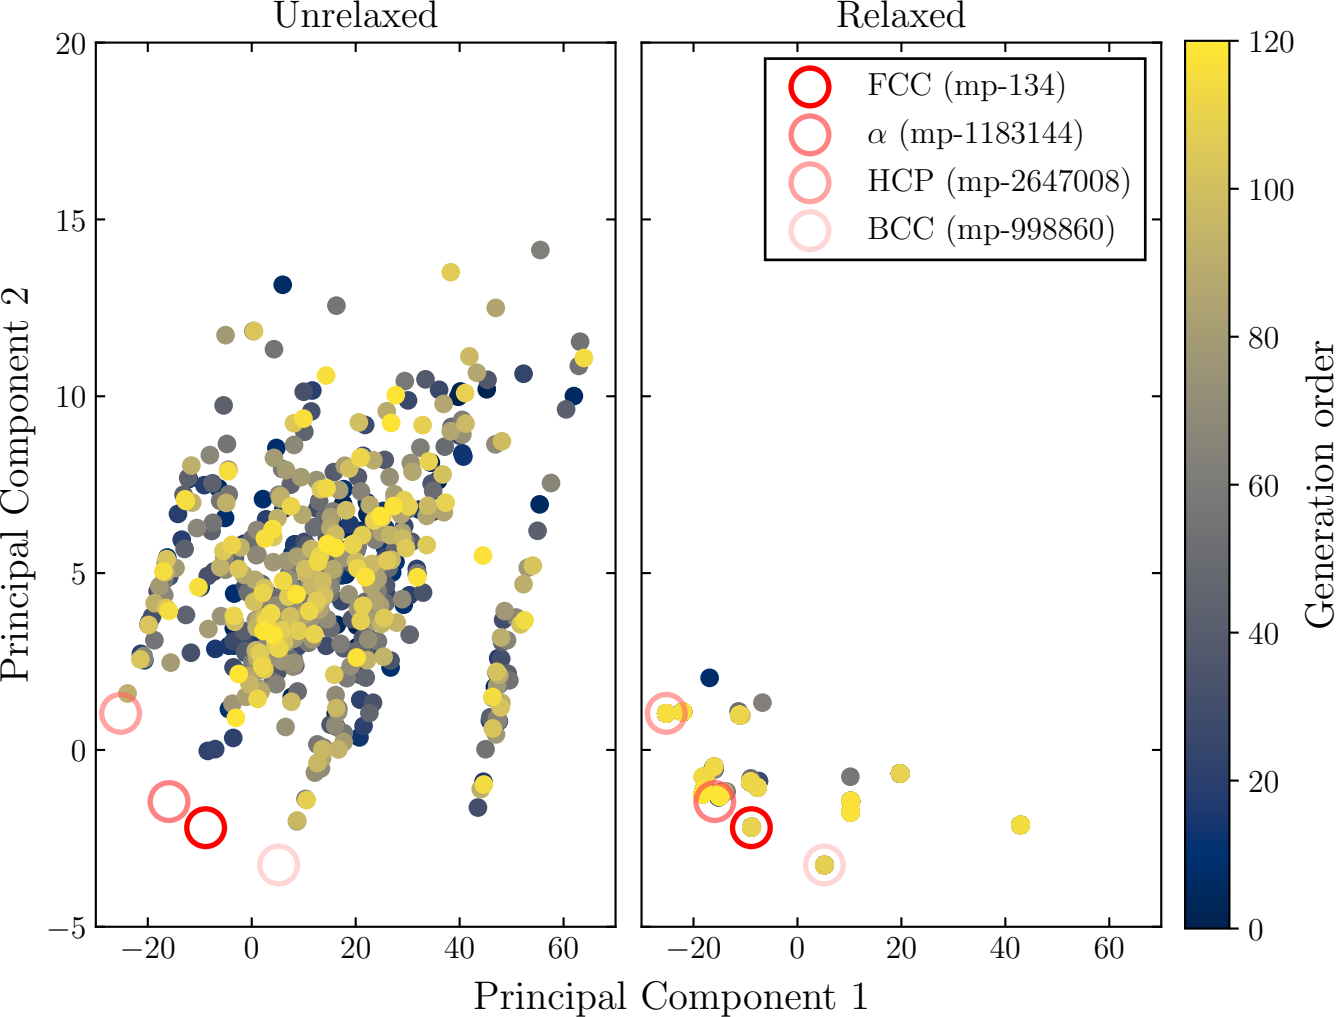 Unrelaxed
Relaxed
Principal Component 2
20
15
10
5
0
−5
−20
0
20
40
60
−20
0
20
40
60
Principal Component 1
FCC (mp-134)
α (mp-1183144)
HCP (mp-2647008)
BCC (mp-998860)
120
100
80
60
40
20
0
Generation order